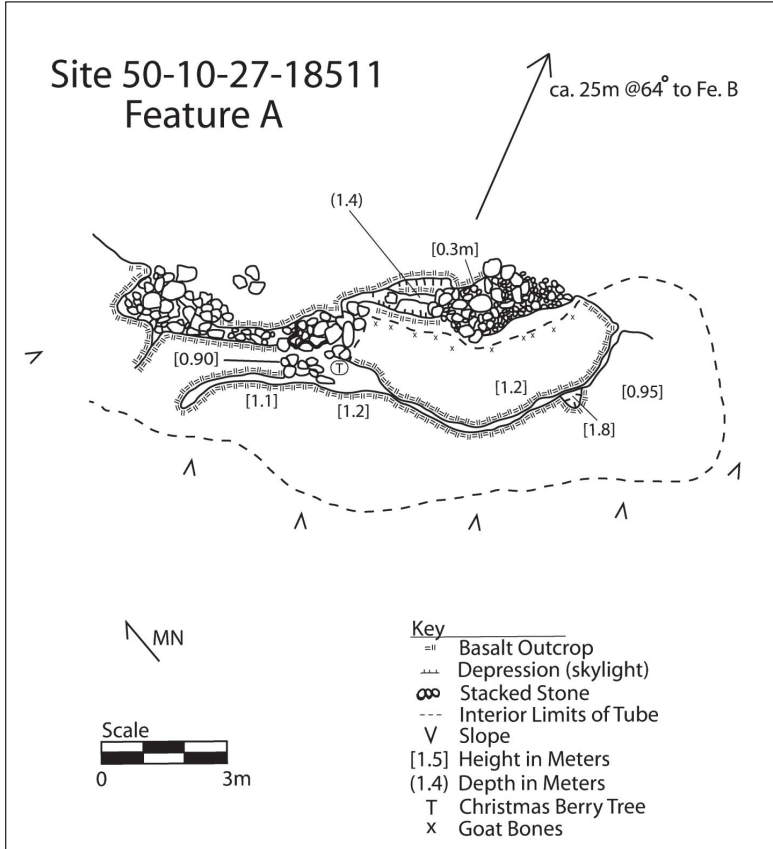 Site 50-10-27-18511
Feature A
ca. 25m @64° to Fe. B
(1.4)
[0.3m]
[0.90]
T
[1.1]
[1.2]
[1.2]
[0.95]
[1.8]
MN
Scale
0 3m
Key
Basalt Outcrop
Depression (skylight)
Stacked Stone
Interior Limits of Tube
V Slope
[1.5] Height in Meters
(1.4) Depth in Meters
T Christmas Berry Tree
x Goat Bones